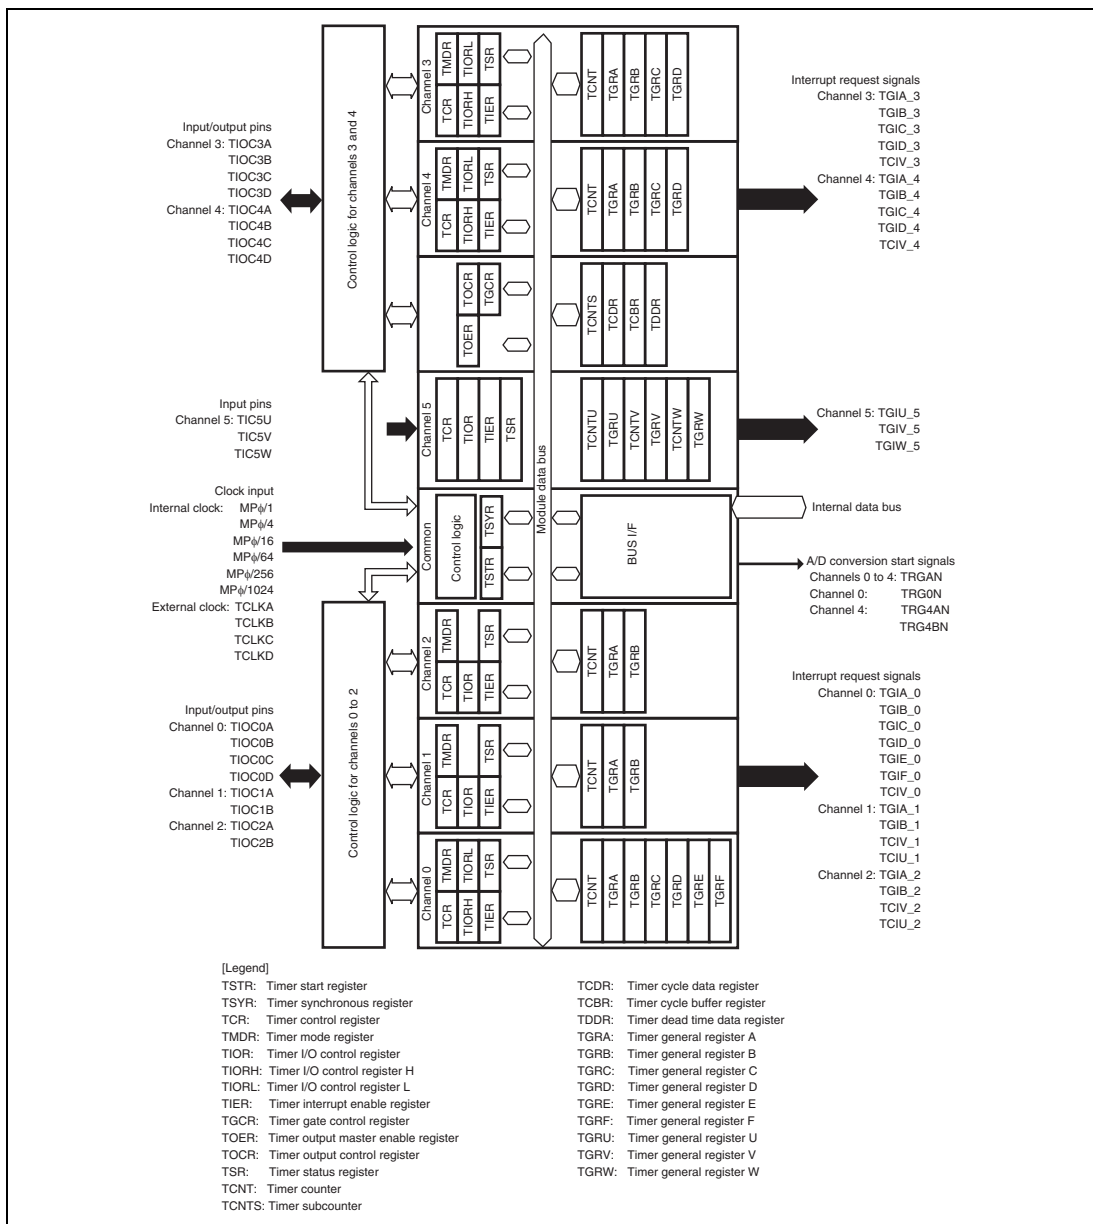 Input/output pins
Channel 3: TIOC3A
TIOC3B
TIOC3C
TIOC3D
Channel 4: TIOC4A
TIOC4B
TIOC4C
TIOC4D
Input pins
Channel 5: TIC5U
TIC5V
TIC5W
Clock input
Internal clock: MPϕ/1
MPϕ/4
MPϕ/16
MPϕ/64
MPϕ/256
MPϕ/1024
External clock: TCLKA
TCLKB
TCLKC
TCLKD
Input/output pins
Channel 0: TIOC0A
TIOC0B
TIOC0C
TIOC0D
Channel 1: TIOC1A
TIOC1B
Channel 2: TIOC2A
TIOC2B
Control logic for channels 3 and 4
Control logic for channels 0 to 2
Channel 3
TCR
TMDR
TIORH
TIORL
TIER
TSR
TCNT
TGRA
TGRB
TGRC
TGRD
Channel 4
TCR
TMDR
TIORH
TIORL
TIER
TSR
TCNT
TGRA
TGRB
TGRC
TGRD
TOER
TOCR
TGCR
TCNTS
TCDR
TCBR
TDDR
Channel 5
TCR
TIOR
TIER
TSR
TCNTU
TGRU
TCNTV
TGRV
TCNTW
TGRW
Common
Control logic
TSTR
TSYR
BUS I/F
Module data bus
Channel 2
TCR
TMDR
TIOR
TIER
TSR
TCNT
TGRA
TGRB
Channel 1
TCR
TMDR
TIOR
TIER
TSR
TCNT
TGRA
TGRB
Channel 0
TCR
TMDR
TIORH
TIORL
TIER
TSR
TCNT
TGRA
TGRB
TGRC
TGRD
TGRE
TGRF
Interrupt request signals
Channel 3: TGIA_3
TGIB_3
TGIC_3
TGID_3
TCIV_3
Channel 4: TGIA_4
TGIB_4
TGIC_4
TGID_4
TCIV_4
Channel 5: TGIU_5
TGIV_5
TGIW_5
Internal data bus
A/D conversion start signals
Channels 0 to 4: TRGAN
Channel 0: TRG0N
Channel 4: TRG4AN
TRG4BN
Interrupt request signals
Channel 0: TGIA_0
TGIB_0
TGIC_0
TGID_0
TGIE_0
TGIF_0
TCIV_0
Channel 1: TGIA_1
TGIB_1
TCIV_1
TCIU_1
Channel 2: TGIA_2
TGIB_2
TCIV_2
TCIU_2
[Legend]
TSTR: Timer start register
TSYR: Timer synchronous register
TCR: Timer control register
TMDR: Timer mode register
TIOR: Timer I/O control register
TIORH: Timer I/O control register H
TIORL: Timer I/O control register L
TIER: Timer interrupt enable register
TGCR: Timer gate control register
TOER: Timer output master enable register
TOCR: Timer output control register
TSR: Timer status register
TCNT: Timer counter
TCNTS: Timer subcounter
TCDR: Timer cycle data register
TCBR: Timer cycle buffer register
TDDR: Timer dead time data register
TGRA: Timer general register A
TGRB: Timer general register B
TGRC: Timer general register C
TGRD: Timer general register D
TGRE: Timer general register E
TGRF: Timer general register F
TGRU: Timer general register U
TGRV: Timer general register V
TGRW: Timer general register W